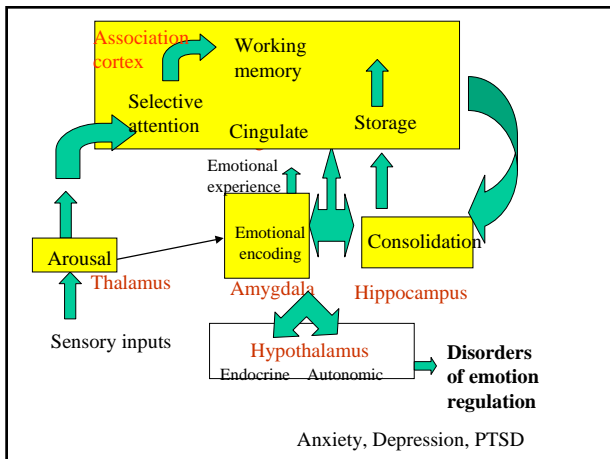 Association
cortex
Working
memory
Selective
attention
Cingulate
Storage
Emotional
experience
Arousal
Emotional
encoding
Consolidation
Thalamus
Amygdala
Hippocampus
Sensory inputs
Hypothalamus
Endocrine Autonomic
Disorders
of emotion
regulation
Anxiety, Depression, PTSD